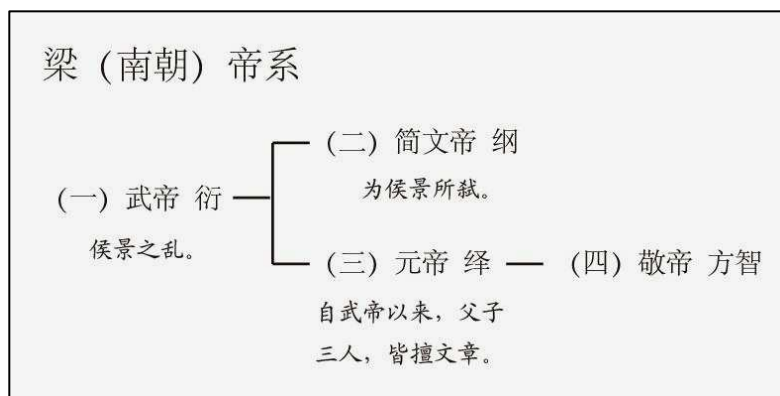 梁（南朝）帝系
（二）简文帝 纲
为侯景所弑。
（一）武帝 衍
侯景之乱。
（三）元帝 绎 — （四）敬帝 方智
自武帝以来，父子
三人，皆擅文章。